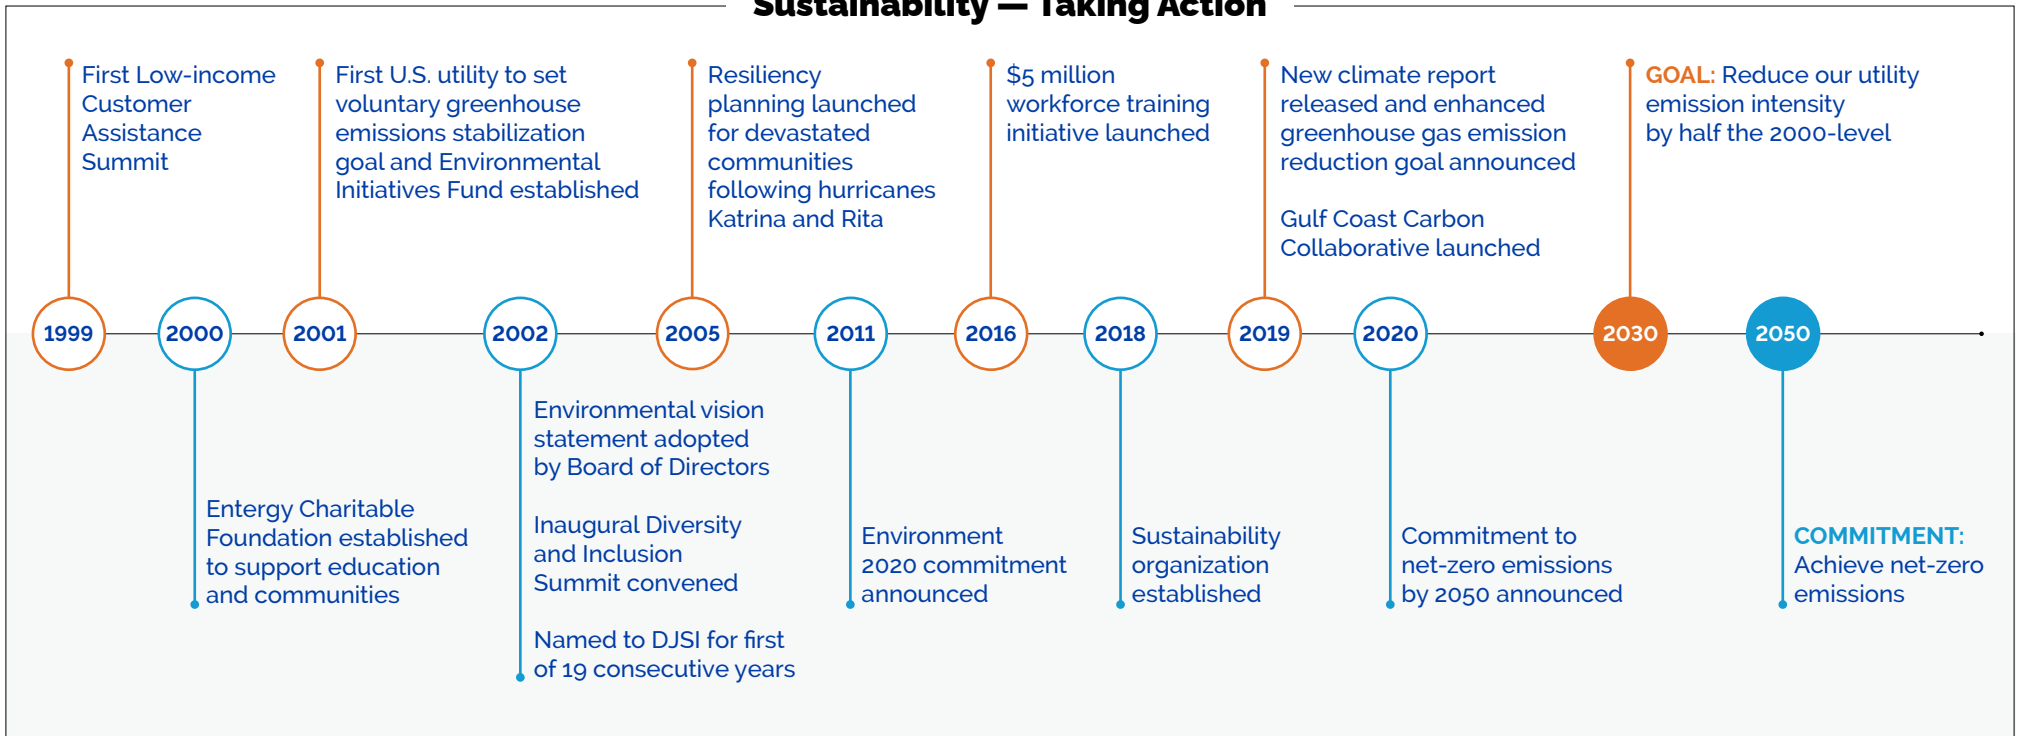 Sustainability — Taking Action
First Low-income
Customer
Assistance
Summit
First U.S. utility to set
voluntary greenhouse
emissions stabilization
goal and Environmental
Initiatives Fund established
Resiliency
planning launched
for devastated
communities
following hurricanes
Katrina and Rita
$5 million
workforce training
initiative launched
New climate report
released and enhanced
greenhouse gas emission
reduction goal announced
Gulf Coast Carbon
Collaborative launched
GOAL: Reduce our utility
emission intensity
by half the 2000-level
1999
2000
2001
2002
2005
2011
2016
2018
2019
2020
2030
2050
Entergy Charitable
Foundation established
to support education
and communities
Environmental vision
statement adopted
by Board of Directors
Inaugural Diversity
and Inclusion
Summit convened
Named to DJSI for first
of 19 consecutive years
Environment
2020 commitment
announced
Sustainability
organization
established
Commitment to
net-zero emissions
by 2050 announced
COMMITMENT:
Achieve net-zero
emissions